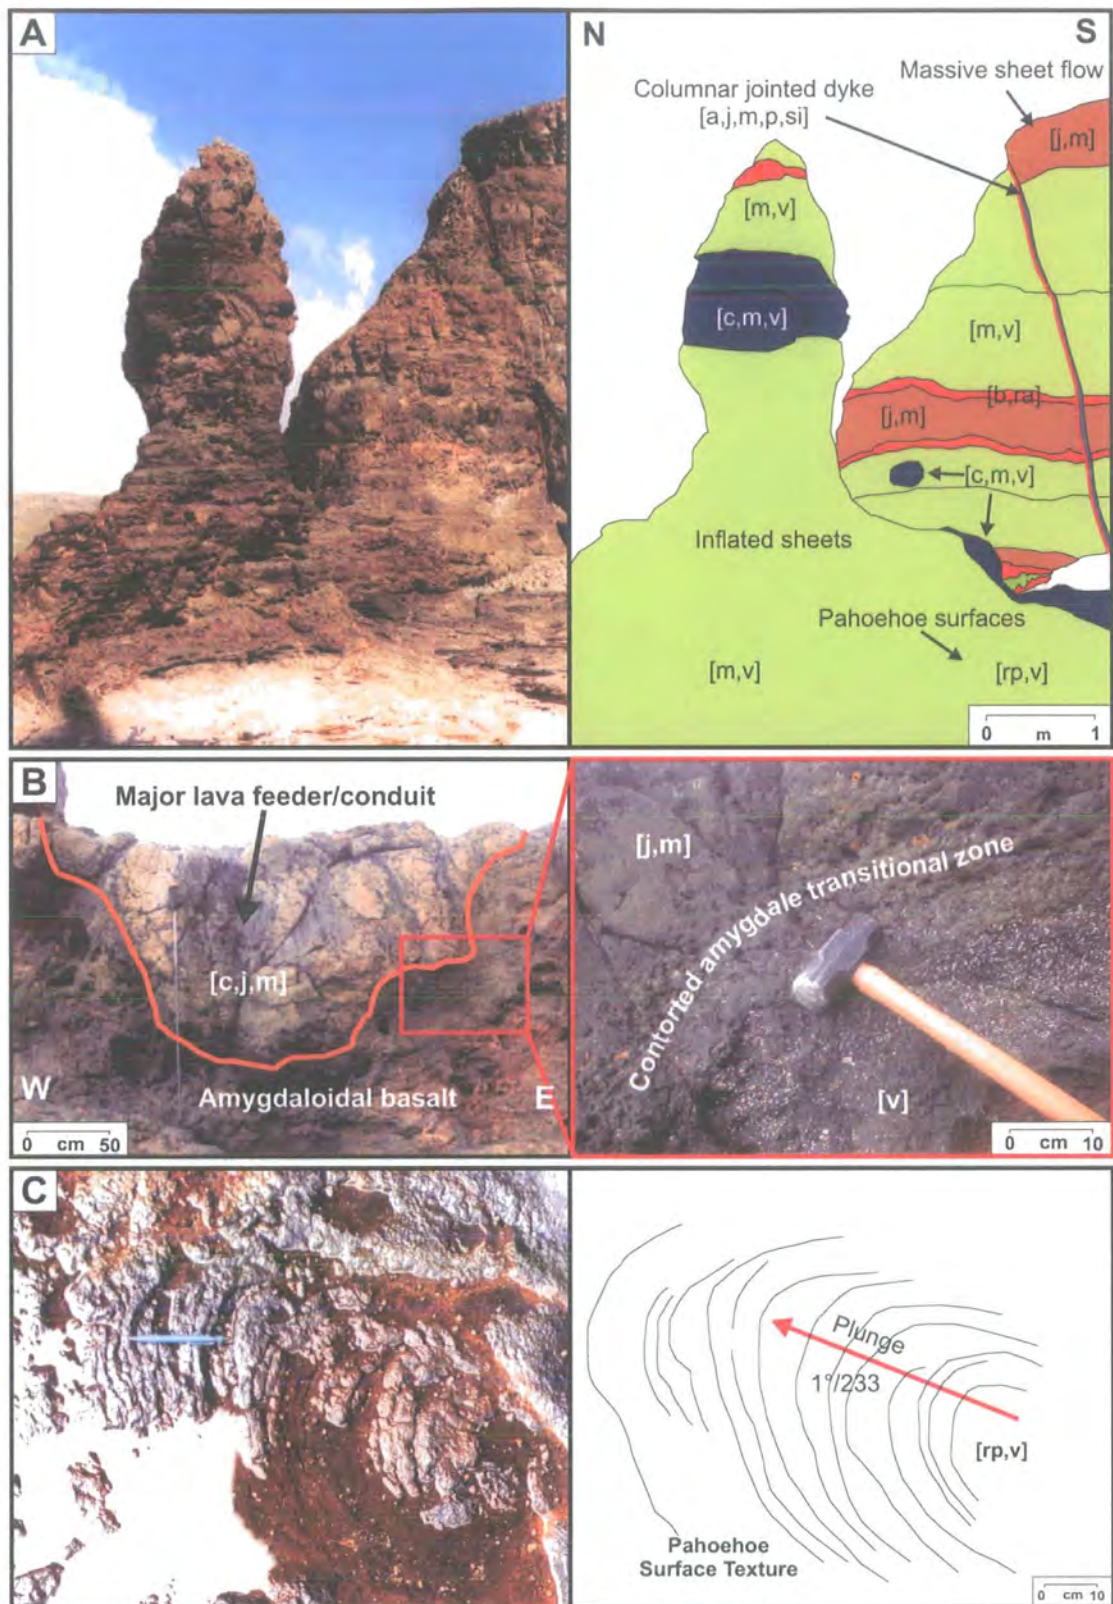 A
N
S
Massive sheet flow
Columnar jointed dyke
[a,j,m,p,si]
[j,m]
[m,v]
[c,m,v]
[m,v]
[b,ra]
[j,m]
[c,m,v]
Inflated sheets
Pahoehoe surfaces
[m,v]
[rp,v]
0 m 1
B
Major lava feeder/conduit
[c,j,m]
W
Amygdaloidal basalt
E
0 cm 50
[j,m]
Contorted amygdale transitional zone
[v]
0 cm 10
C
Plunge
1°/233
[rp,v]
Pahoehoe
Surface Texture
0 cm 10